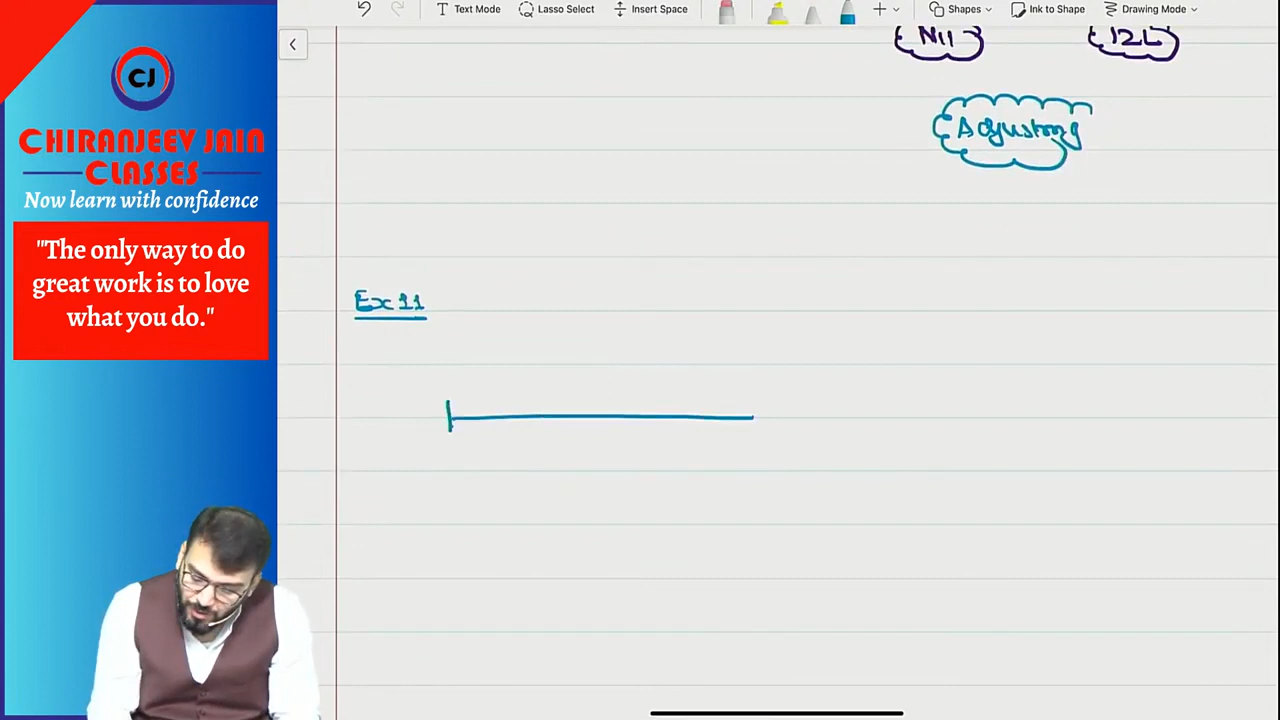 Text Mode
Lasso Select
Insert Space
Shapes
Ink to Shape
Drawing Mode
CJ
CHIRANJEEV JAIN
CLASSES
Now learn with confidence
"The only way to do
great work is to love
what you do."
Nil
12L
Adjusting
Ex 11